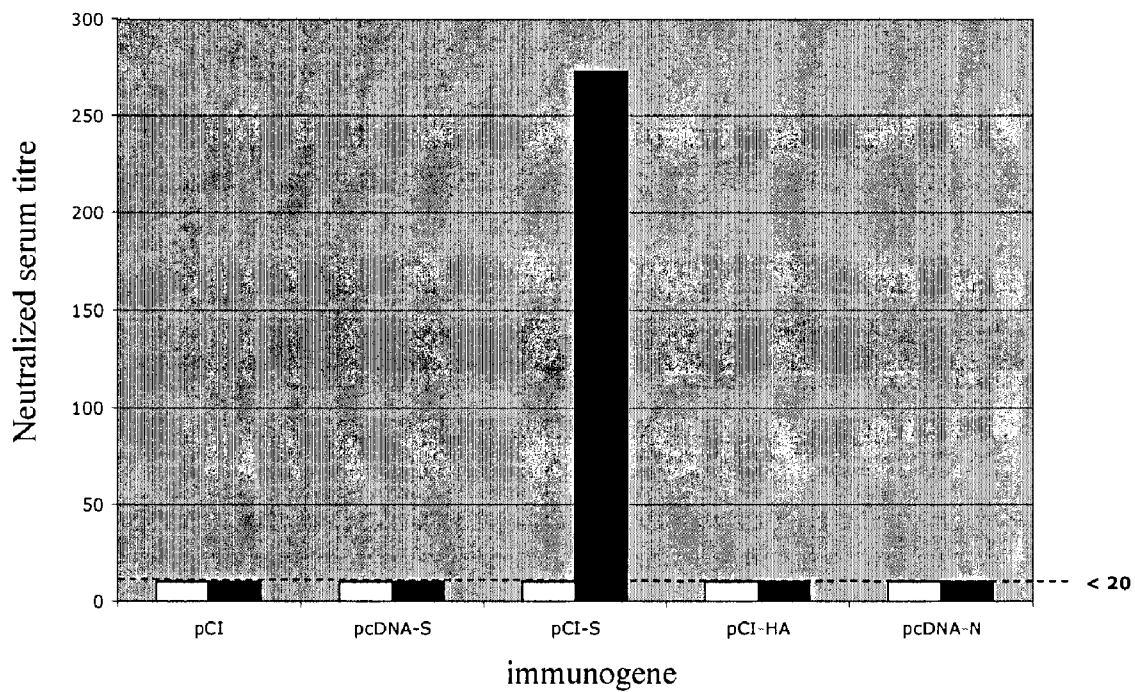 Neutralized serum titre
300
250
200
150
100
50
0
< 20
pCI
pcDNA-S
pCI-S
pCI-HA
pcDNA-N
immunogene